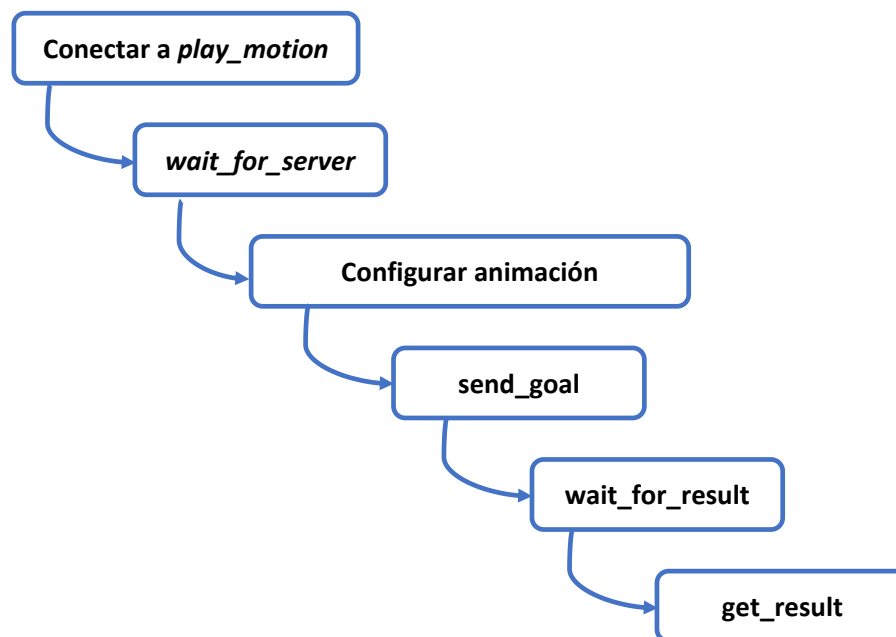 Conectar a play_motion
wait_for_server
Configurar animación
send_goal
wait_for_result
get_result